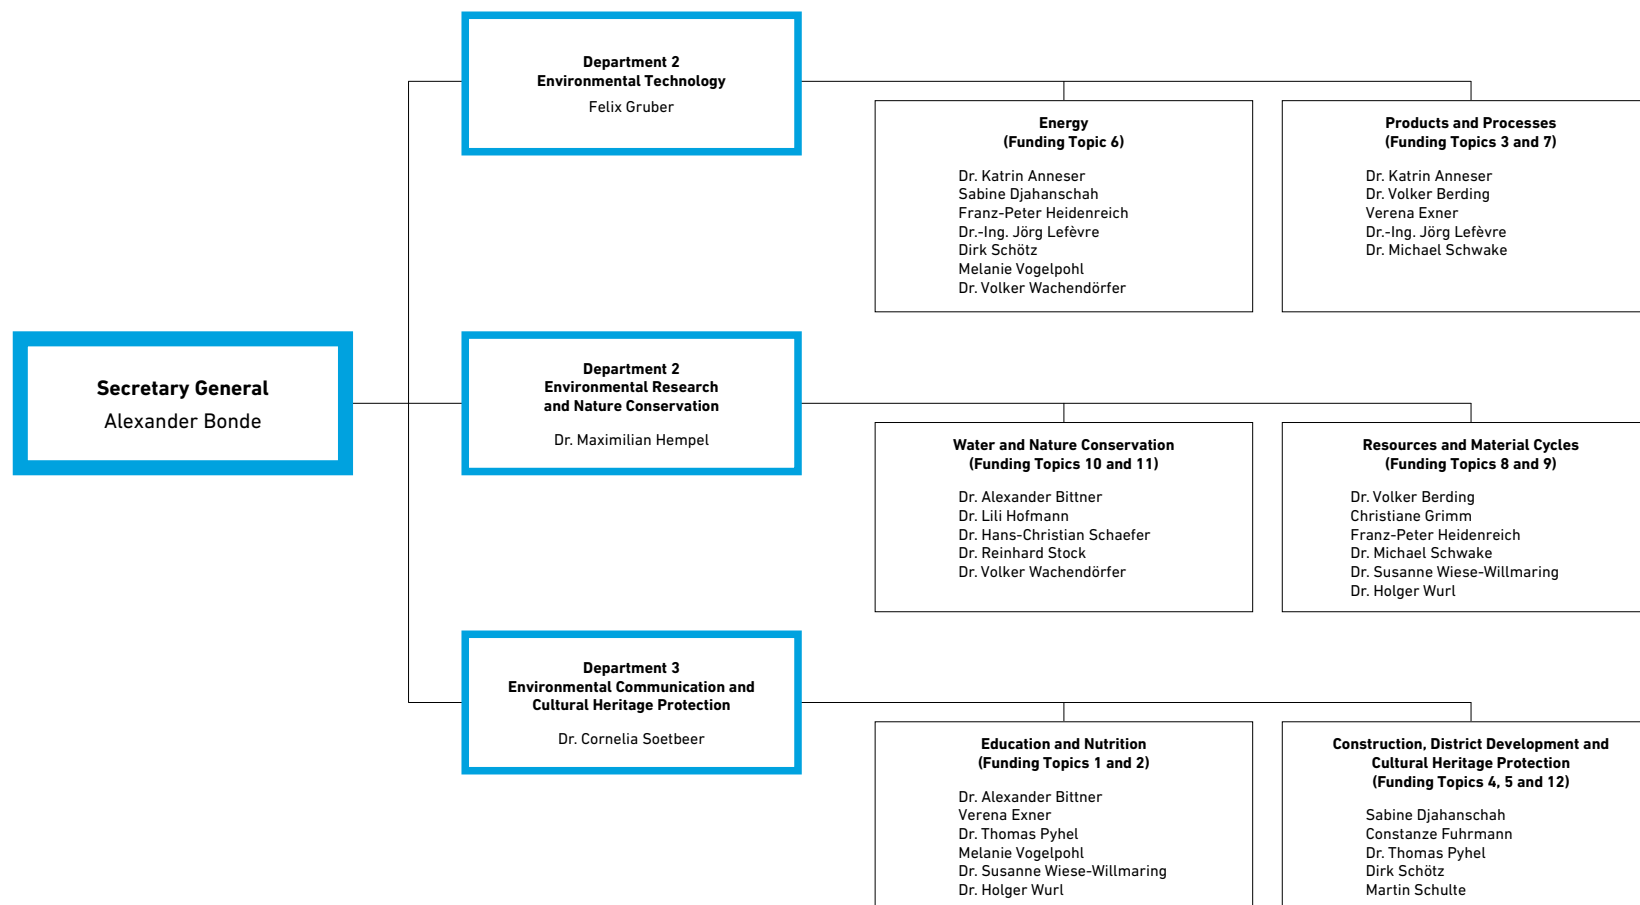 Secretary General
Alexander Bonde
Department 2
Environmental Technology
Felix Gruber
Energy
(Funding Topic 6)
Dr. Katrin Anneser
Sabine Djahanschah
Franz-Peter Heidenreich
Dr.-Ing. Jörg Lefèvre
Dirk Schötz
Melanie Vogelpohl
Dr. Volker Wachendörfer
Products and Processes
(Funding Topics 3 and 7)
Dr. Katrin Anneser
Dr. Volker Berding
Verena Exner
Dr.-Ing. Jörg Lefèvre
Dr. Michael Schwake
Department 2
Environmental Research
and Nature Conservation
Dr. Maximilian Hempel
Water and Nature Conservation
(Funding Topics 10 and 11)
Dr. Alexander Bittner
Dr. Lili Hofmann
Dr. Hans-Christian Schaefer
Dr. Reinhard Stock
Dr. Volker Wachendörfer
Resources and Material Cycles
(Funding Topics 8 and 9)
Dr. Volker Berding
Christiane Grimm
Franz-Peter Heidenreich
Dr. Michael Schwake
Dr. Susanne Wiese-Willmaring
Dr. Holger Wurl
Department 3
Environmental Communication and
Cultural Heritage Protection
Dr. Cornelia Soetbeer
Education and Nutrition
(Funding Topics 1 and 2)
Dr. Alexander Bittner
Verena Exner
Dr. Thomas Pyhel
Melanie Vogelpohl
Dr. Susanne Wiese-Willmaring
Dr. Holger Wurl
Construction, District Development and
Cultural Heritage Protection
(Funding Topics 4, 5 and 12)
Sabine Djahanschah
Constanze Fuhrmann
Dr. Thomas Pyhel
Dirk Schötz
Martin Schulte